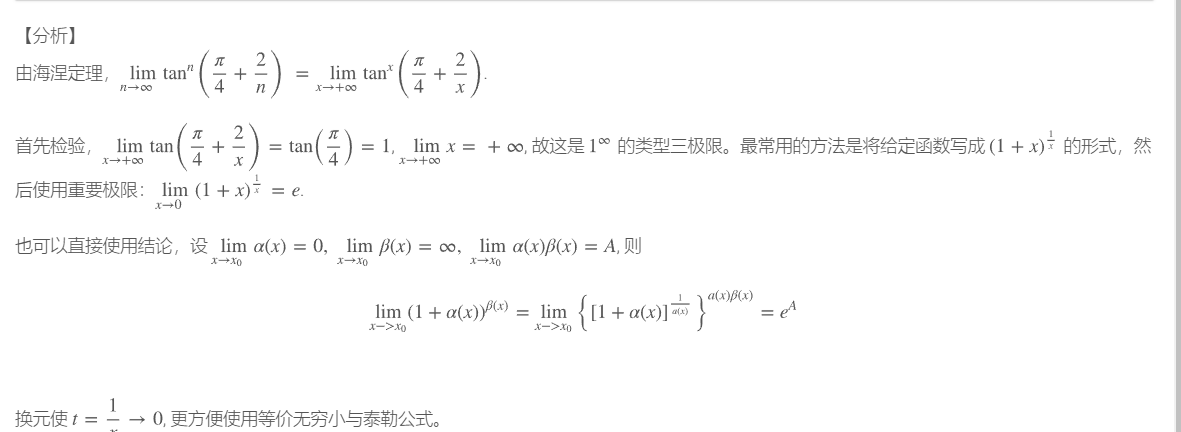 【分析】
由海涅定理，$\lim_{n\to\infty}\tan^{n}\left(\frac{\pi}{4}+\frac{2}{n}\right)=\lim_{x\to+\infty}\tan^{x}\left(\frac{\pi}{4}+\frac{2}{x}\right).$
首先检验，$\lim_{x\to+\infty}\tan\left(\frac{\pi}{4}+\frac{2}{x}\right)=\tan\left(\frac{\pi}{4}\right)=1,\lim_{x\to+\infty}x=+\infty,$故这是 $1^{\infty}$ 的类型三极限。最常用的方法是将给定函数写成 $(1+x)^{\frac{1}{x}}$ 的形式，然
后使用重要极限：$\lim_{x\to 0}(1+x)^{\frac{1}{x}}=e.$
也可以直接使用结论，设 $\lim_{x\to x_0}\alpha(x)=0,\lim_{x\to x_0}\beta(x)=\infty,\lim_{x\to x_0}\alpha(x)\beta(x)=A,$则
$\lim_{x->x_0}(1+\alpha(x))^{\beta(x)}=\lim_{x->x_0}\left\{[1+\alpha(x)]^{\frac{1}{a(x)}}\right\}^{a(x)\beta(x)}=e^{A}$
换元使 $t=\frac{1}{x}\to 0,$更方便使用等价无穷小与泰勒公式。